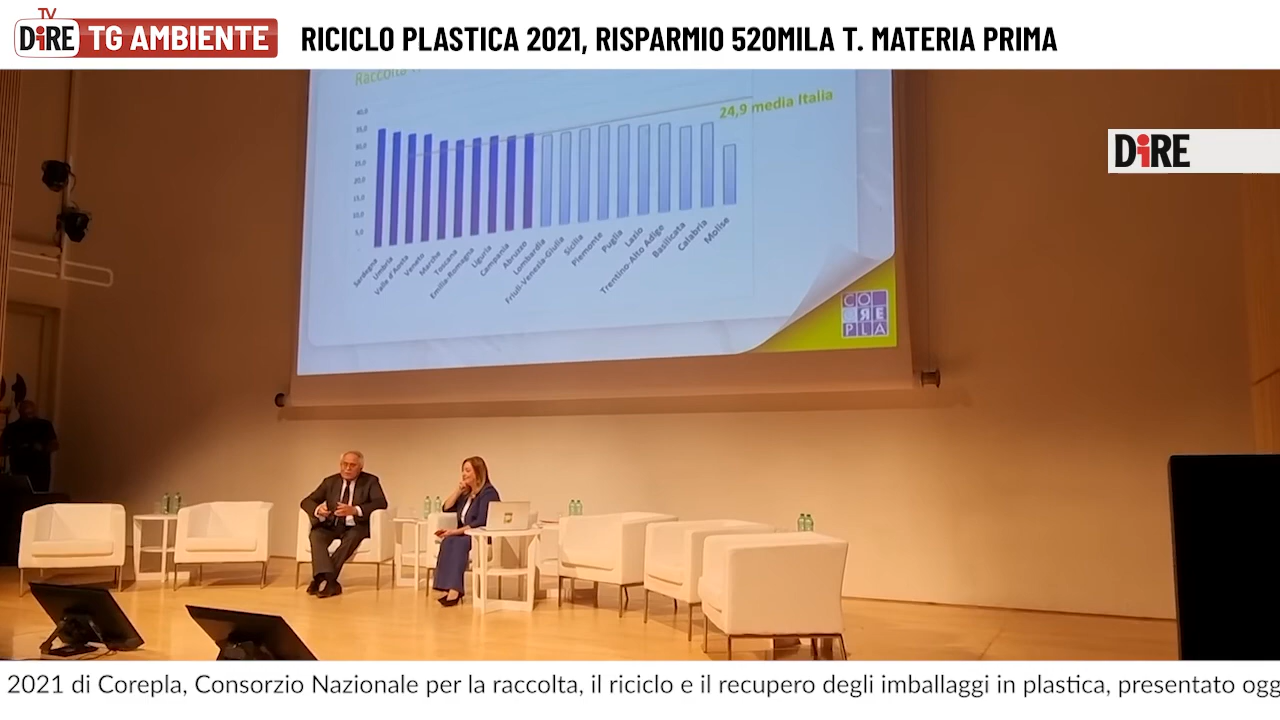 TV
DiRE TG AMBIENTE
RICICLO PLASTICA 2021, RISPARMIO 520MILA T. MATERIA PRIMA
Raccolta
24,9 media Italia
40,0
35,0
30,0
25,0
20,0
15,0
10,0
5,0
Sardegna
Umbria
Valle d'Aosta
Veneto
Marche
Toscana
Emilia-Romagna
Liguria
Campania
Abruzzo
Lombardia
Friuli-Venezia-Giulia
Sicilia
Piemonte
Puglia
Lazio
Trentino-Alto Adige
Basilicata
Calabria
Molise
CO
RE
PLA
DiRE
2021 di Corepla, Consorzio Nazionale per la raccolta, il riciclo e il recupero degli imballaggi in plastica, presentato ogg